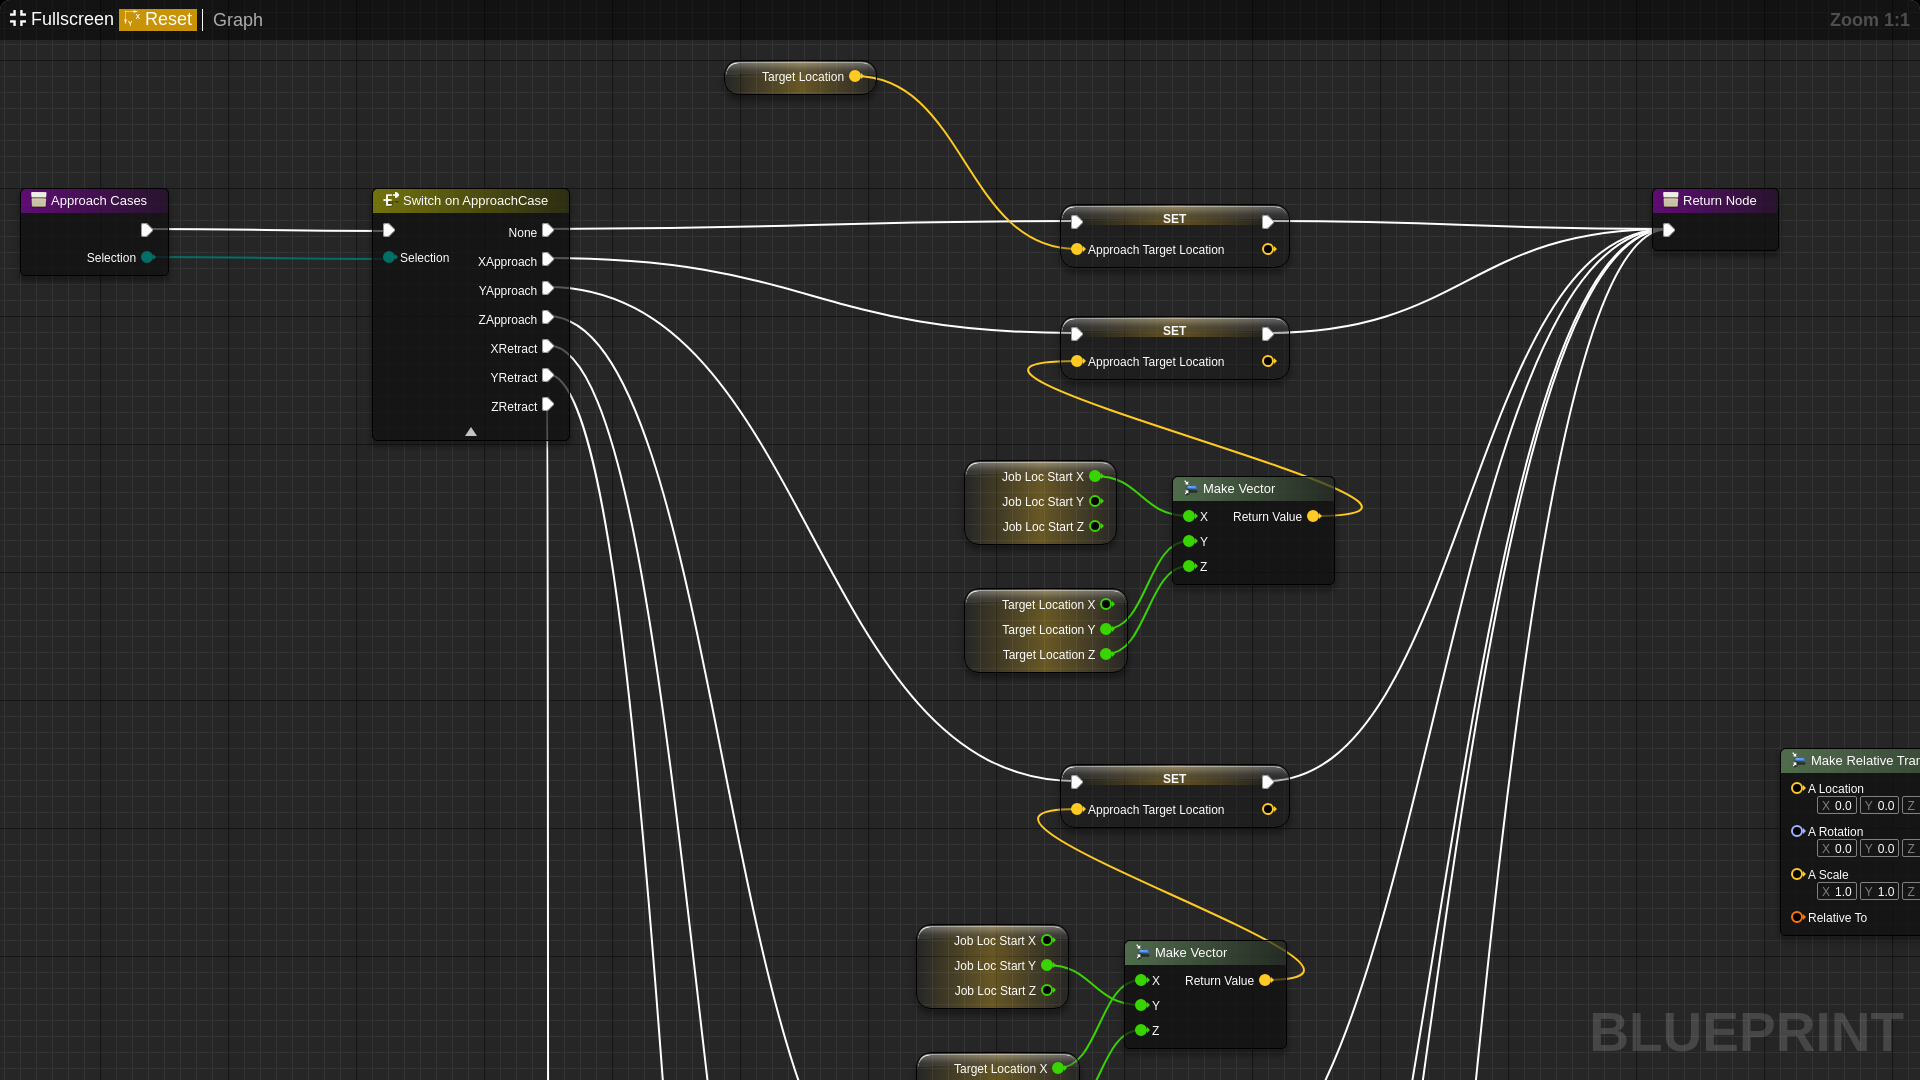 Fullscreen Reset Graph Zoom 1:1
Target Location
Approach Cases
Selection
Switch on ApproachCase
Selection
None
XApproach
YApproach
ZApproach
XRetract
YRetract
ZRetract
SET
Approach Target Location
Return Node
SET
Approach Target Location
Job Loc Start X
Job Loc Start Y
Job Loc Start Z
Make Vector
X Return Value
Y
Z
Target Location X
Target Location Y
Target Location Z
SET
Approach Target Location
Make Relative Tran
A Location
X 0.0 Y 0.0 Z
A Rotation
X 0.0 Y 0.0 Z
A Scale
X 1.0 Y 1.0 Z
Relative To
Job Loc Start X
Job Loc Start Y
Job Loc Start Z
Make Vector
X Return Value
Y
Z
Target Location X
BLUEPRINT